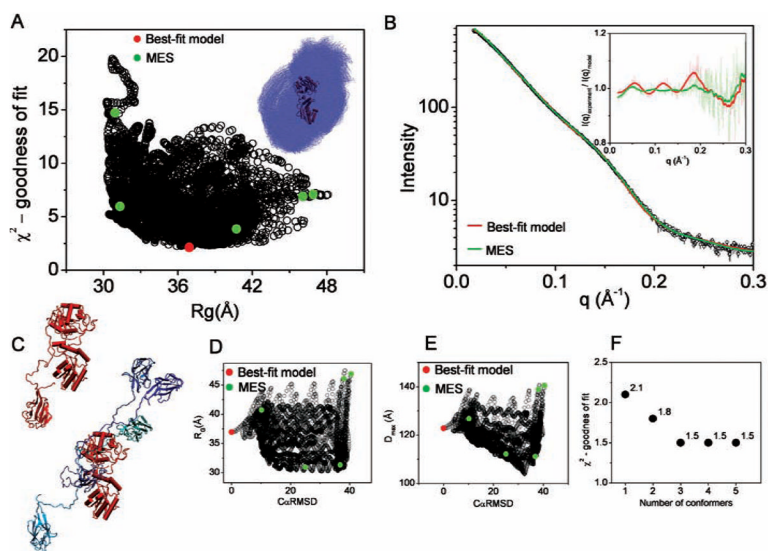 A
Best-fit model
MES
χ² – goodness of fit
20
15
10
5
0
30
36
42
48
Rg(Å)
B
Intensity
100
10
0.0
0.1
0.2
0.3
q (Å⁻¹)
Best-fit model
MES
I(q)experiment/ I(q)model
1.2
1.0
0.8
0.0
0.1
0.2
0.3
q (Å⁻¹)
C
D
Best-fit model
MES
RG(Å)
45
40
35
30
0
10
20
30
40
CαRMSD
E
Best-fit model
MES
Dmax(Å)
140
120
100
0
10
20
30
40
CαRMSD
F
χ² - goodness of fit
2.5
2.0
1.5
1.0
2.1
1.8
1.5
1.5
1.5
1
2
3
4
5
Number of conformers